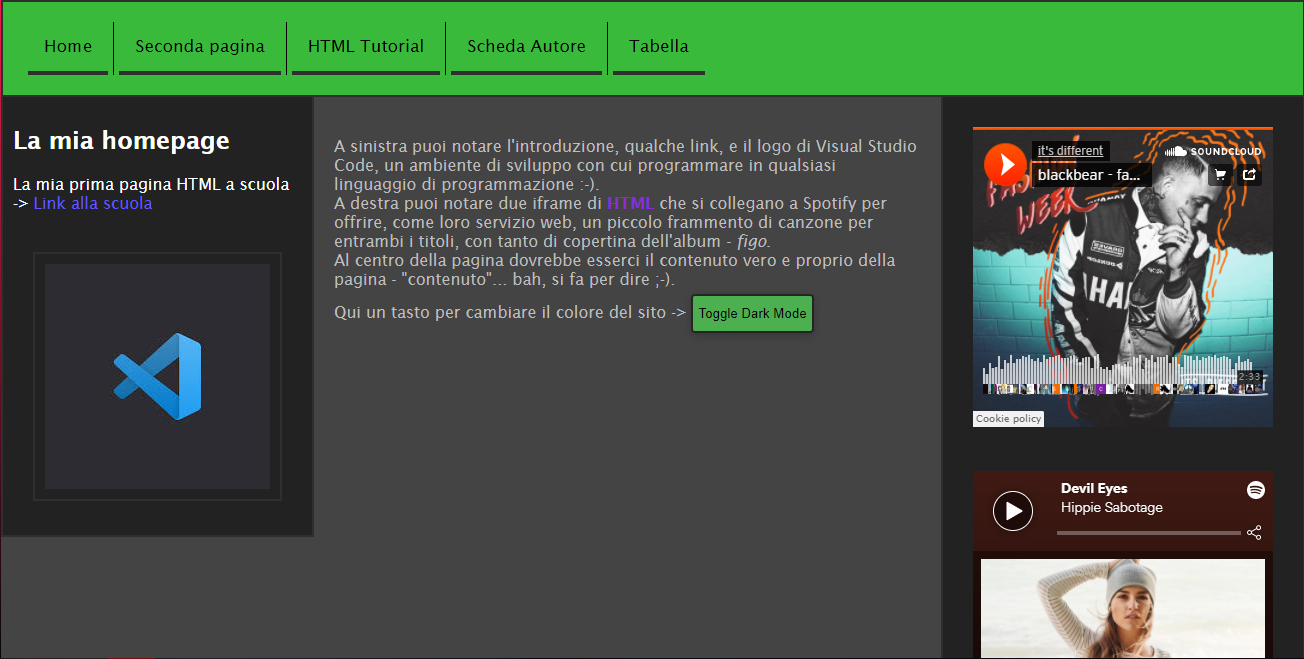 Home
Seconda pagina
HTML Tutorial
Scheda Autore
Tabella
La mia homepage
La mia prima pagina HTML a scuola
-> Link alla scuola
A sinistra puoi notare l'introduzione, qualche link, e il logo di Visual Studio
Code, un ambiente di sviluppo con cui programmare in qualsiasi
linguaggio di programmazione :-).
A destra puoi notare due iframe di HTML che si collegano a Spotify per
offrire, come loro servizio web, un piccolo frammento di canzone per
entrambi i titoli, con tanto di copertina dell'album - figo.
Al centro della pagina dovrebbe esserci il contenuto vero e proprio della
pagina - "contenuto"... bah, si fa per dire ;-).
Qui un tasto per cambiare il colore del sito -> Toggle Dark Mode
it's different
SOUNDCLOUD
blackbear - fa...
WEEK
HA
2:33
Cookie policy
Devil Eyes
Hippie Sabotage